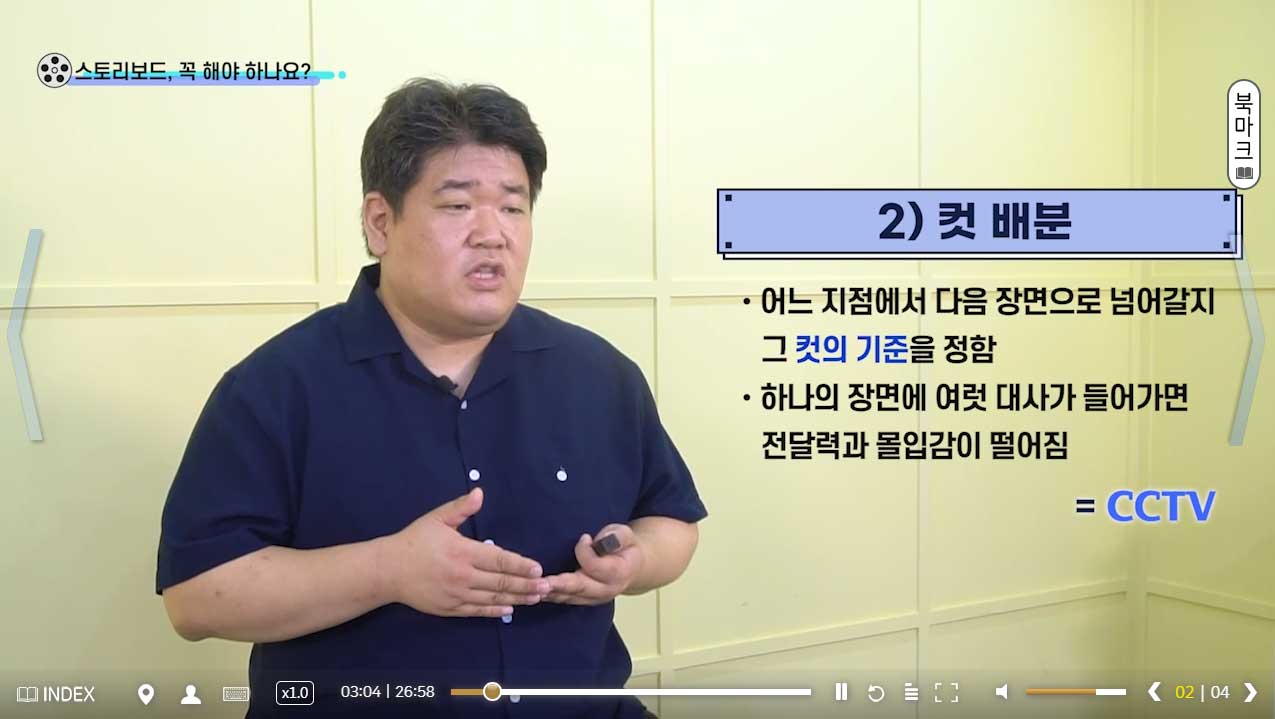 스토리보드, 꼭 해야 하나요?
북마크
2) 컷 배분
· 어느 지점에서 다음 장면으로 넘어갈지
그 컷의 기준을 정함
· 하나의 장면에 여럿 대사가 들어가면
전달력과 몰입감이 떨어짐
= CCTV
INDEX x1.0 03:04 | 26:58 02 | 04